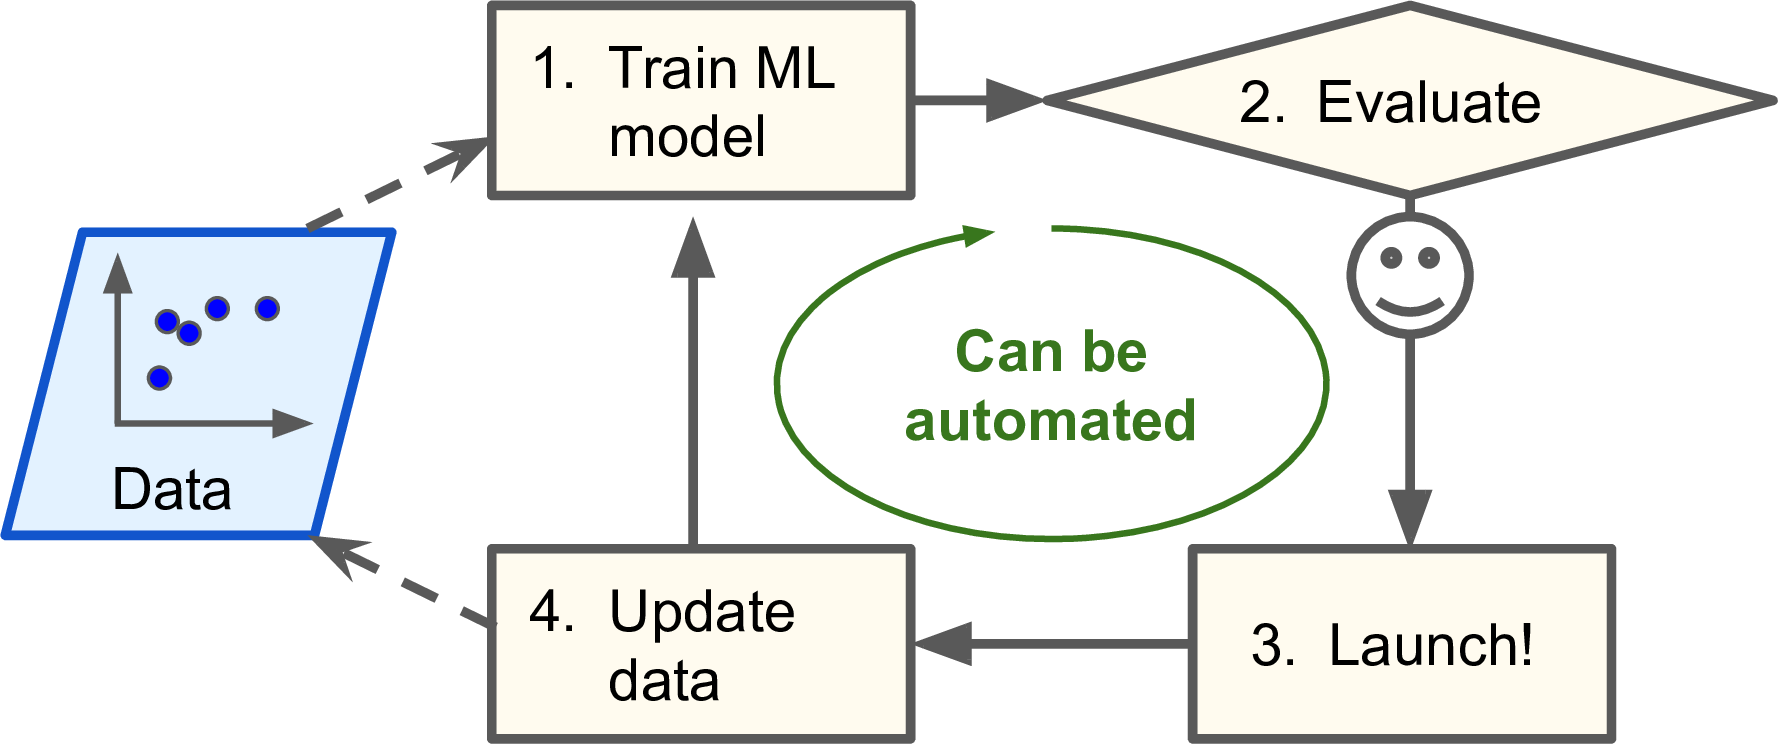 1. Train ML
model
2. Evaluate
Can be
automated
Data
4. Update
data
3. Launch!